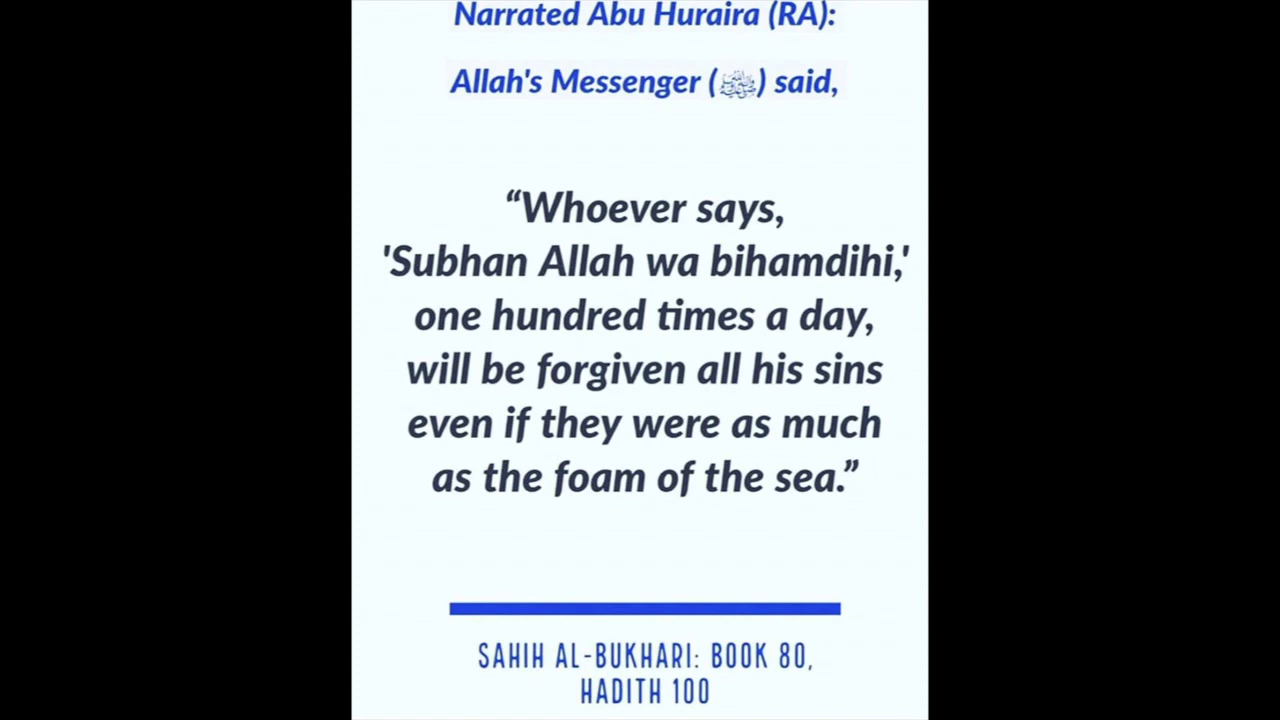 Narrated Abu Huraira (RA):
Allah's Messenger (ﷺ) said,
“Whoever says,
'Subhan Allah wa bihamdihi,'
one hundred times a day,
will be forgiven all his sins
even if they were as much
as the foam of the sea.”
SAHIH AL-BUKHARI: BOOK 80,
HADITH 100